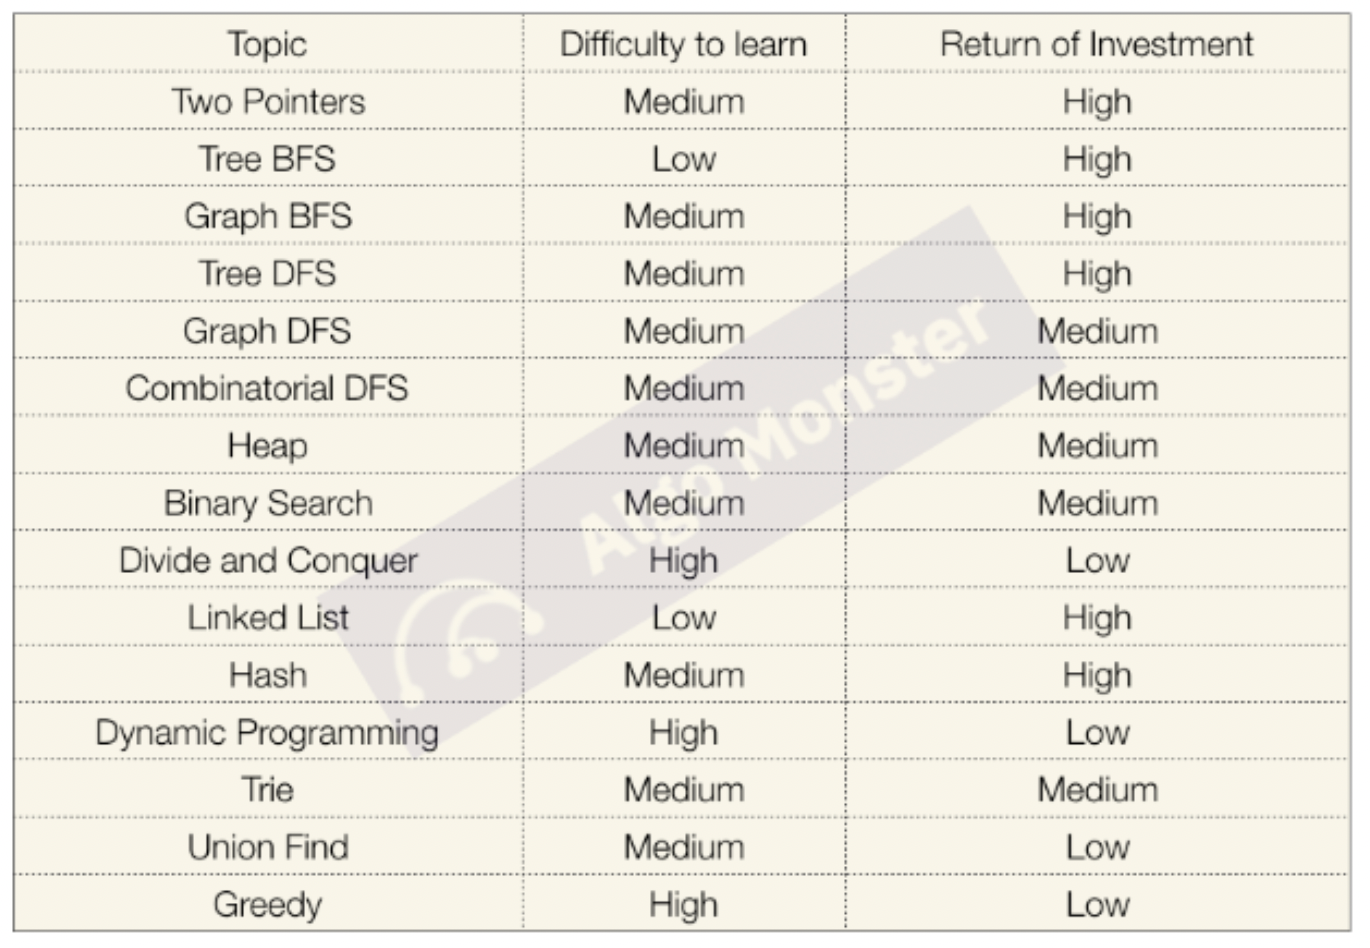 Topic Difficulty to learn Return of Investment
Two Pointers Medium High
Tree BFS Low High
Graph BFS Medium High
Tree DFS Medium High
Graph DFS Medium Medium
Combinatorial DFS Medium Medium
Heap Medium Medium
Binary Search Medium Medium
Divide and Conquer High Low
Linked List Low High
Hash Medium High
Dynamic Programming High Low
Trie Medium Medium
Union Find Medium Low
Greedy High Low
Algo Monster